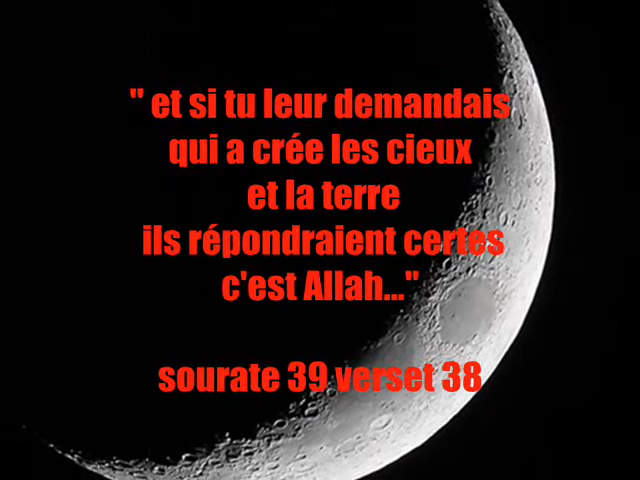 " et si tu leur demandais
qui a crée les cieux
et la terre
ils répondraient certes
c'est Allah..."
sourate 39 verset 38